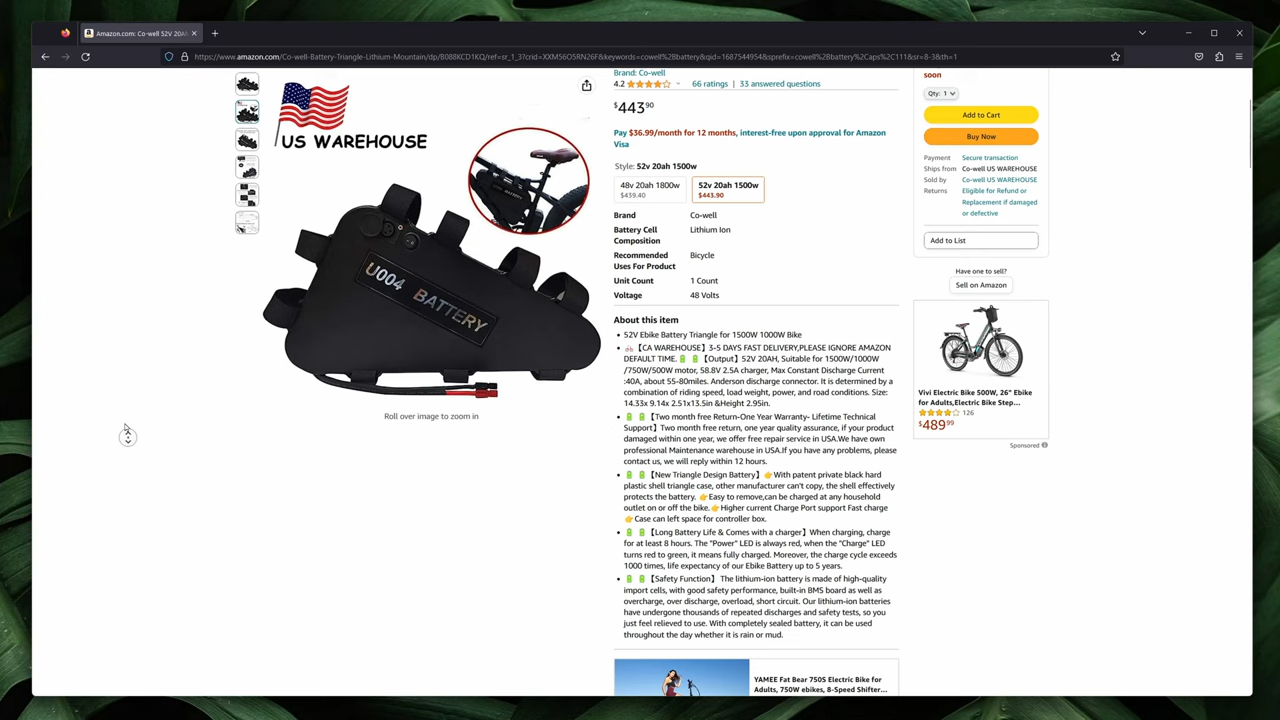 Amazon.com: Co-well 52V 20Ah
https://www.amazon.com/Co-well-Battery-Triangle-Lithium-Mountain/dp/B088KCD1KQ/ref=sr_1_3?crid=XXM56O5RN26F&keywords=cowell%2Bbattery&qid=1687544954&sprefix=cowell%2Bbattery%2Caps%2C111&sr=8-3&th=1
US WAREHOUSE
U004 BATTERY
Roll over image to zoom in
Brand: Co-well
4.2
66 ratings | 33 answered questions
$443.90
Pay $36.99/month for 12 months, interest-free upon approval for Amazon
Visa
Style: 52v 20ah 1500w
48v 20ah 1800w
$439.40
52v 20ah 1500w
$443.90
Brand Co-well
Battery Cell Lithium Ion
Composition
Recommended Bicycle
Uses For Product
Unit Count 1 Count
Voltage 48 Volts
About this item
• 52V Ebike Battery Triangle for 1500W 1000W Bike
• 🚲【CA WAREHOUSE】3-5 DAYS FAST DELIVERY,PLEASE IGNORE AMAZON
DEFAULT TIME. 🔋 🔋【Output】52V 20AH, Suitable for 1500W/1000W
/750W/500W motor, 58.8V 2.5A charger, Max Constant Discharge Current
:40A, about 55-80miles. Anderson discharge connector. It is determined by a
combination of riding speed, load weight, power, and road conditions. Size:
14.33x 9.14x 2.51x13.5in &Height 2.95in.
• 🔋 🔋【Two month free Return-One Year Warranty- Lifetime Technical
Support】Two month free return, one year quality assurance, if your product
damaged within one year, we offer free repair service in USA.We have own
professional Maintenance warehouse in USA.If you have any problems, please
contact us, we will reply within 12 hours.
• 🔋 🔋【New Triangle Design Battery】👉With patent private black hard
plastic shell triangle case, other manufacturer can't copy, the shell effectively
protects the battery. 👉Easy to remove,can be charged at any household
outlet on or off the bike.👉Higher current Charge Port support Fast charge
👉Case can left space for controller box.
• 🔋 🔋【Long Battery Life & Comes with a charger】When charging, charge
for at least 8 hours. The "Power" LED is always red, when the "Charge" LED
turns red to green, it means fully charged. Moreover, the charge cycle exceeds
1000 times, life expectancy of our Ebike Battery up to 5 years.
• 🔋 🔋【Safety Function】The lithium-ion battery is made of high-quality
import cells, with good safety performance, built-in BMS board as well as
overcharge, over discharge, overload, short circuit. Our lithium-ion batteries
have undergone thousands of repeated discharges and safety tests, so you
just feel relieved to use. With completely sealed battery, it can be used
throughout the day whether it is rain or mud.
YAMEE Fat Bear 750S Electric Bike for
Adults, 750W ebikes, 8-Speed Shifter...
soon
Qty: 1
Add to Cart
Buy Now
Payment Secure transaction
Ships from Co-well US WAREHOUSE
Sold by Co-well US WAREHOUSE
Returns Eligible for Refund or
Replacement if damaged
or defective
Add to List
Have one to sell?
Sell on Amazon
Vivi Electric Bike 500W, 26" Ebike
for Adults,Electric Bike Step...
126
$489.99
Sponsored